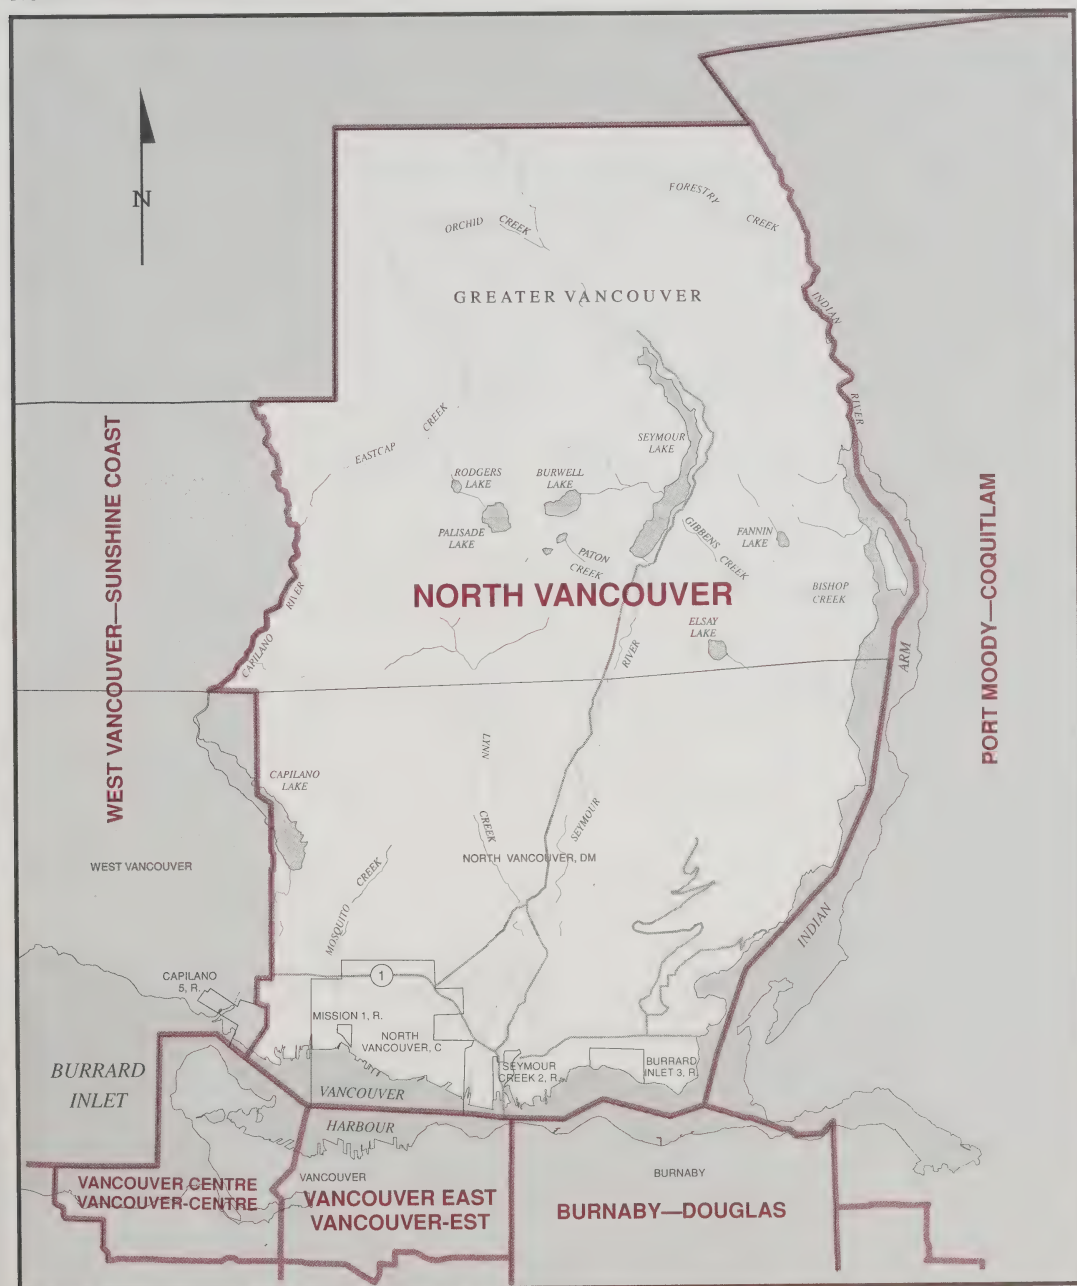 N
ORCHID CREEK
FORESTRY CREEK
GREATER VANCOUVER
INDIAN RIVER
EASTCAP CREEK
SEYMOUR
LAKE
RODGERS
LAKE
BURWELL
LAKE
PALISADE
LAKE
PATON
CREEK
GIBBENS CREEK
FANNIN
LAKE
BISHOP
CREEK
NORTH VANCOUVER
ELSAY
LAKE
RIVER
CAPILANO RIVER
ARM
WEST VANCOUVER—SUNSHINE COAST
PORT MOODY—COQUITLAM
LYNN
CREEK
CAPILANO
LAKE
SEYMOUR
NORTH VANCOUVER, DM
WEST VANCOUVER
MOSQUITO CREEK
INDIAN
CAPILANO
5, R.
1
MISSION 1, R.
NORTH
VANCOUVER, C
SEYMOUR
CREEK 2, R.
BURRARD
INLET 3, R.
BURRARD
INLET
VANCOUVER
HARBOUR
VANCOUVER
BURNABY
VANCOUVER CENTRE
VANCOUVER-CENTRE
VANCOUVER EAST
VANCOUVER-EST
BURNABY—DOUGLAS